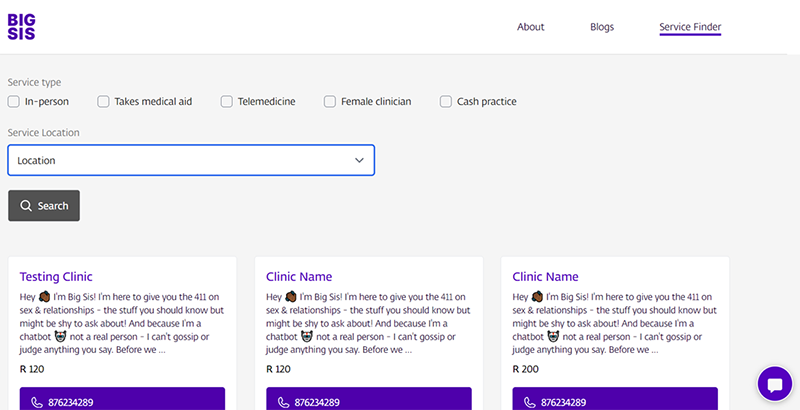 BIG
SIS
About Blogs Service Finder
Service type
In-person Takes medical aid Telemedicine Female clinician Cash practice
Service Location
Location
Search
Testing Clinic
Hey I'm Big Sis! I'm here to give you the 411 on
sex & relationships - the stuff you should know but
might be shy to ask about! And because I'm a
chatbot not a real person - I can't gossip or
judge anything you say. Before we ...
R 120
876234289
Clinic Name
Hey I'm Big Sis! I'm here to give you the 411 on
sex & relationships - the stuff you should know but
might be shy to ask about! And because I'm a
chatbot not a real person - I can't gossip or
judge anything you say. Before we ...
R 120
876234289
Clinic Name
Hey I'm Big Sis! I'm here to give you the 411 on
sex & relationships - the stuff you should know but
might be shy to ask about! And because I'm a
chatbot not a real person - I can't gossip or
judge anything you say. Before we ...
R 200
876234289